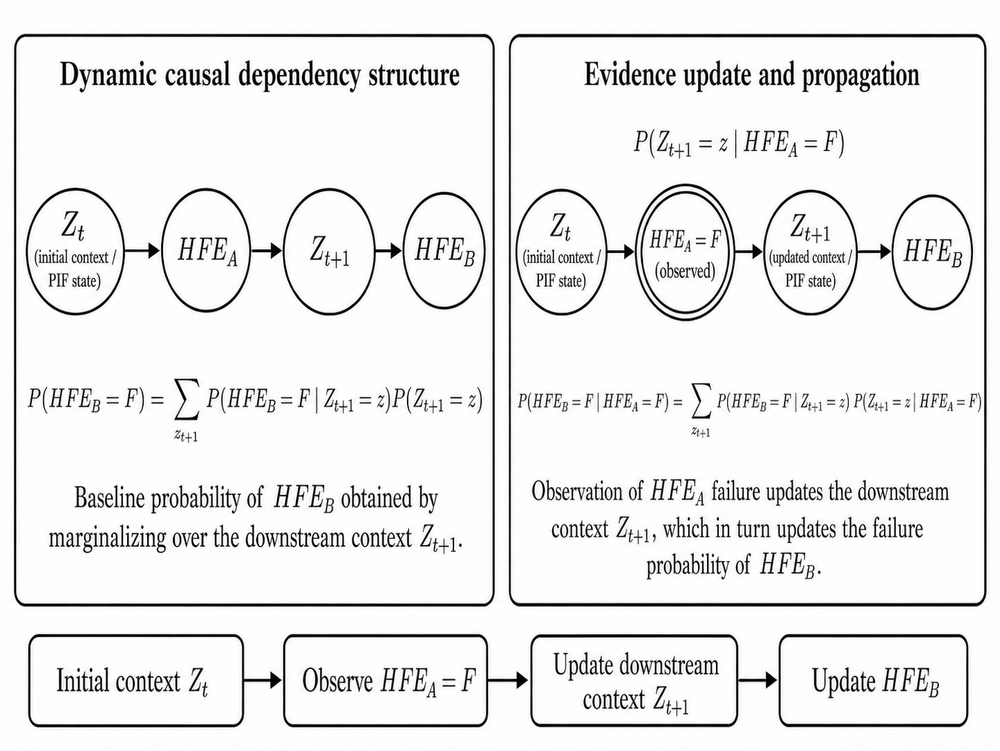 Dynamic causal dependency structure
Z_t
(initial context /
PIF state)
HFE_A
Z_{t+1}
HFE_B
P(HFE_B = F) = ∑_{z_{t+1}} P(HFE_B = F | Z_{t+1} = z)P(Z_{t+1} = z)
Baseline probability of HFE_B obtained by
marginalizing over the downstream context Z_{t+1}.
Evidence update and propagation
P(Z_{t+1} = z | HFE_A = F)
Z_t
(initial context /
PIF state)
HFE_A = F
(observed)
Z_{t+1}
(updated context /
PIF state)
HFE_B
P(HFE_B = F | HFE_A = F) = ∑_{z_{t+1}} P(HFE_B = F | Z_{t+1} = z) P(Z_{t+1} = z | HFE_A = F)
Observation of HFE_A failure updates the downstream
context Z_{t+1}, which in turn updates the failure
probability of HFE_B.
Initial context Z_t
Observe HFE_A = F
Update downstream
context Z_{t+1}
Update HFE_B